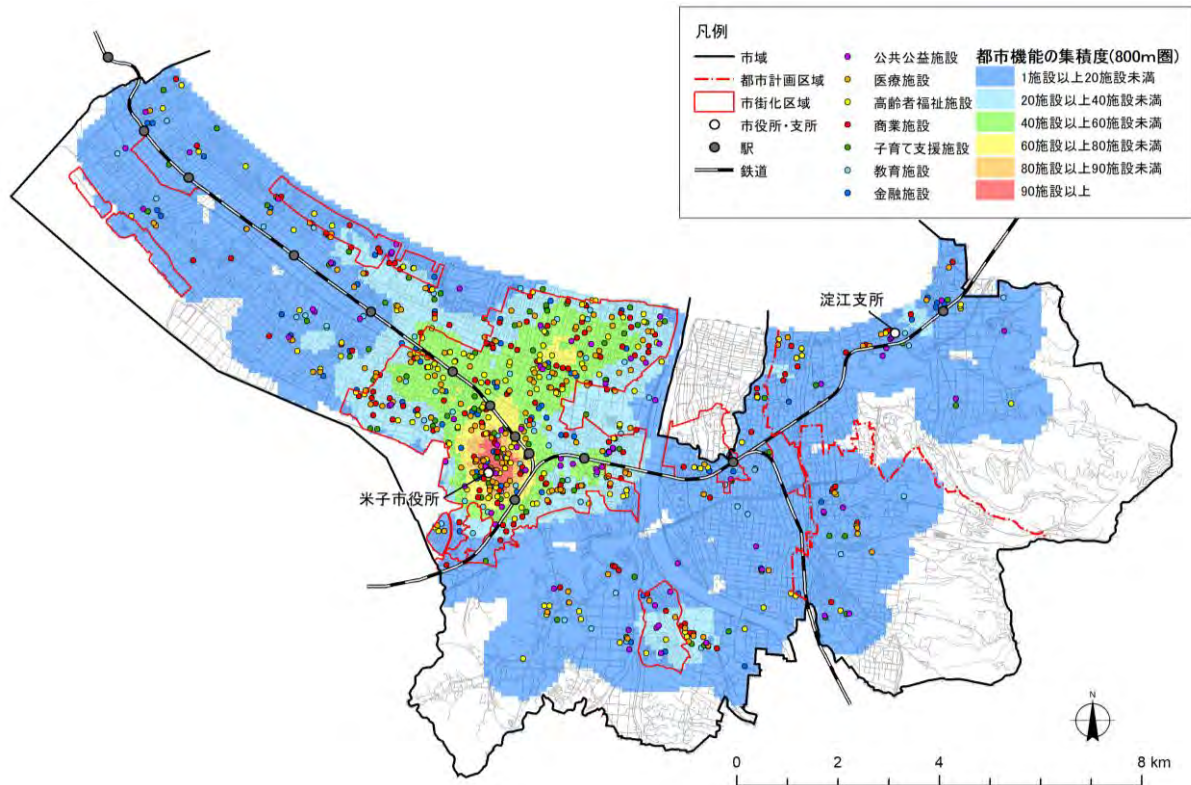 凡例
市域
都市計画区域
市街化区域
市役所・支所
駅
鉄道
公共公益施設
医療施設
高齢者福祉施設
商業施設
子育て支援施設
教育施設
金融施設
都市機能の集積度(800m圏)
1施設以上20施設未満
20施設以上40施設未満
40施設以上60施設未満
60施設以上80施設未満
80施設以上90施設未満
90施設以上
淀江支所
米子市役所
N
0 2 4 6 8 km